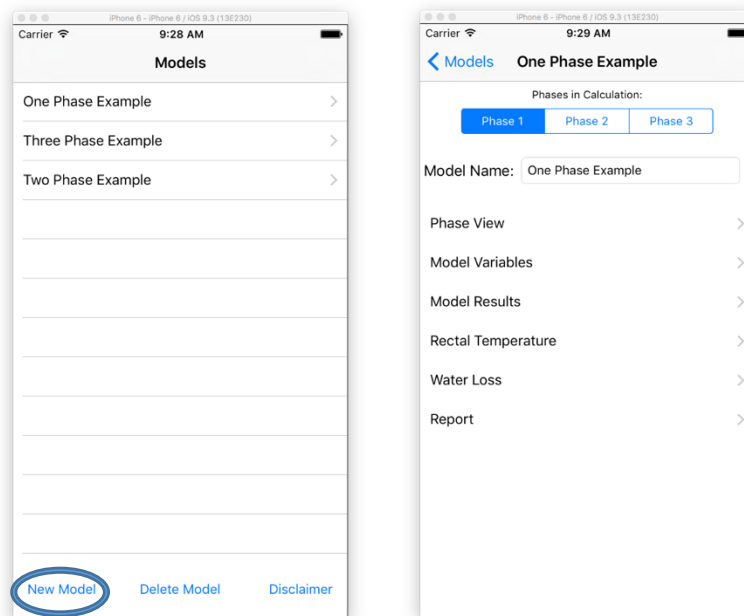 iPhone 6 - iPhone 6 / iOS 9.3 (13E230)
Carrier 9:28 AM
Models
One Phase Example
Three Phase Example
Two Phase Example
New Model Delete Model Disclaimer
iPhone 6 - iPhone 6 / iOS 9.3 (13E230)
Carrier 9:29 AM
Models One Phase Example
Phases in Calculation:
Phase 1 Phase 2 Phase 3
Model Name: One Phase Example
Phase View
Model Variables
Model Results
Rectal Temperature
Water Loss
Report